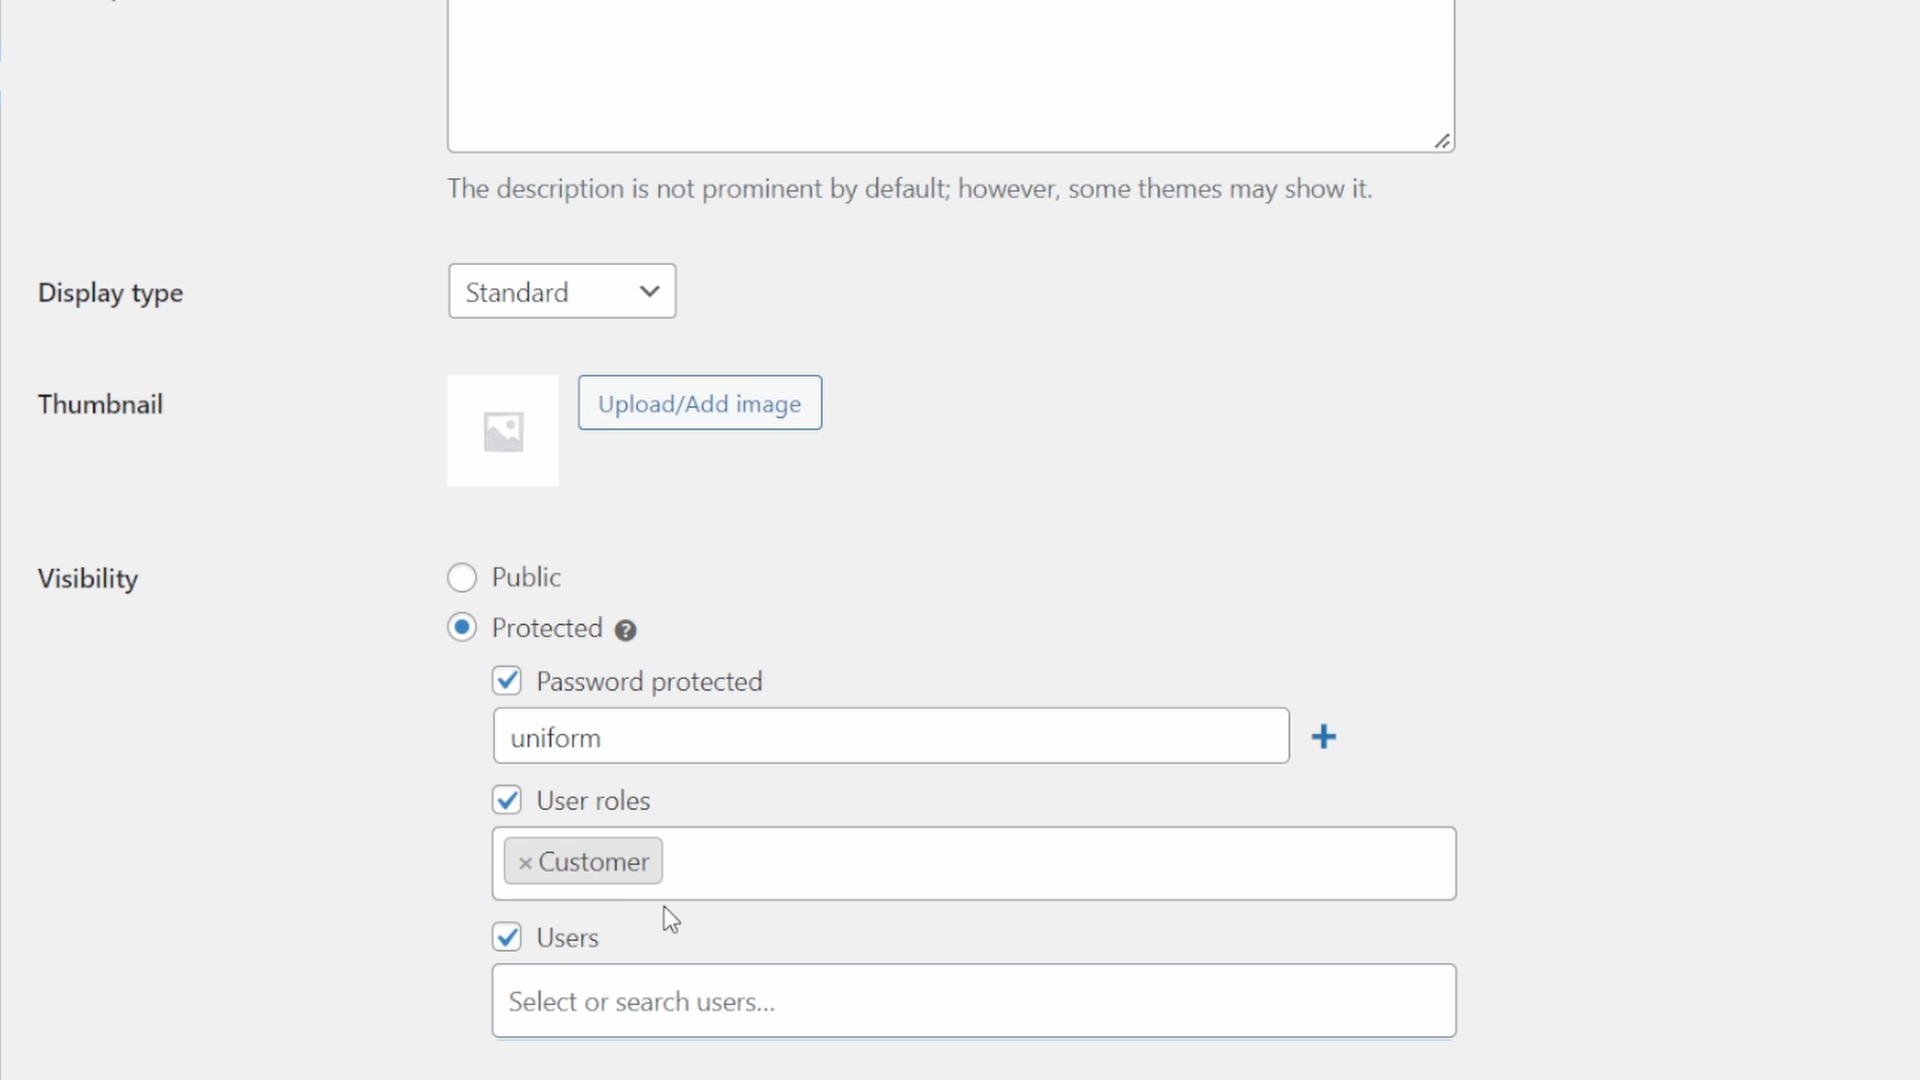 The description is not prominent by default; however, some themes may show it.
Display type
Standard
Thumbnail
Upload/Add image
Visibility
Public
Protected ?
Password protected
uniform
+
User roles
× Customer
Users
Select or search users...